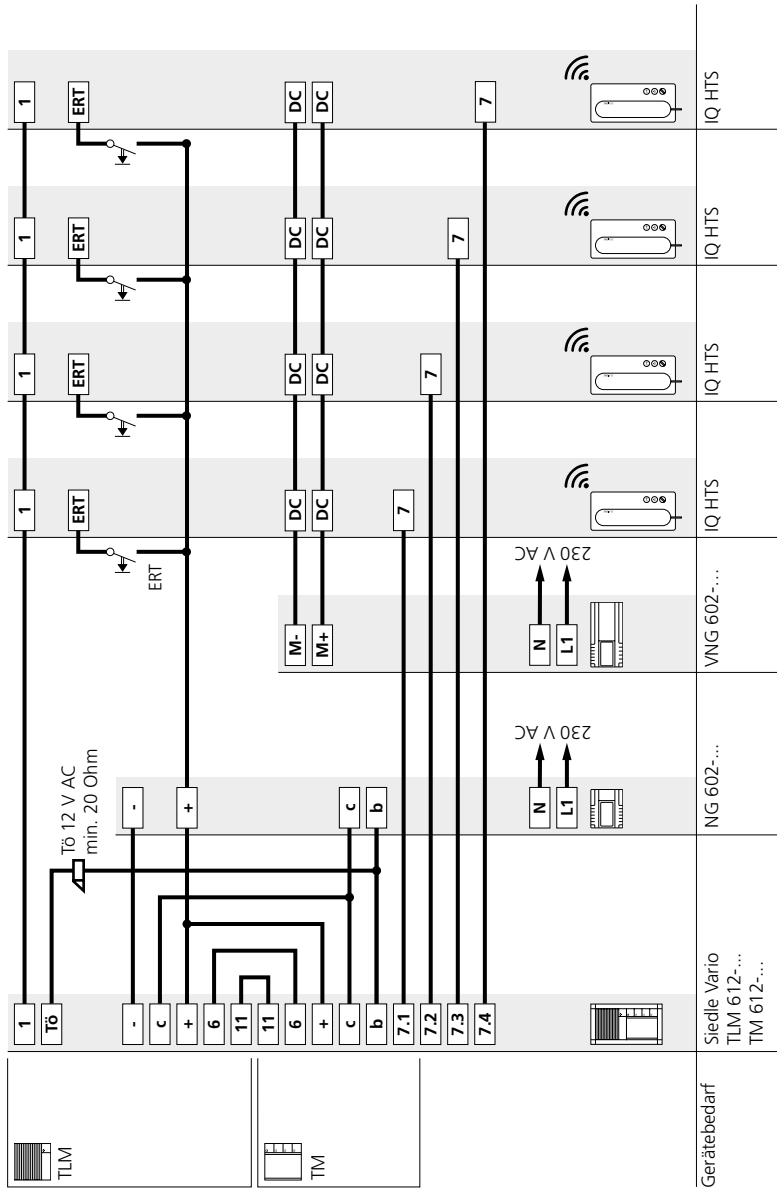 TLM
TM
Gerätebedarf
1
Tö
-
c
+
6
11
11
6
+
c
b
7.1
7.2
7.3
7.4
Siedle Vario
TLM 612-...
TM 612-...
Tö 12 V AC
min. 20 Ohm
-
+
c
b
N
L1
230 V AC
NG 602-...
M-
M+
N
L1
230 V AC
VNG 602-...
ERT
1
ERT
DC
DC
7
IQ HTS
1
ERT
DC
DC
7
IQ HTS
1
ERT
DC
DC
7
IQ HTS
1
ERT
DC
DC
7
IQ HTS